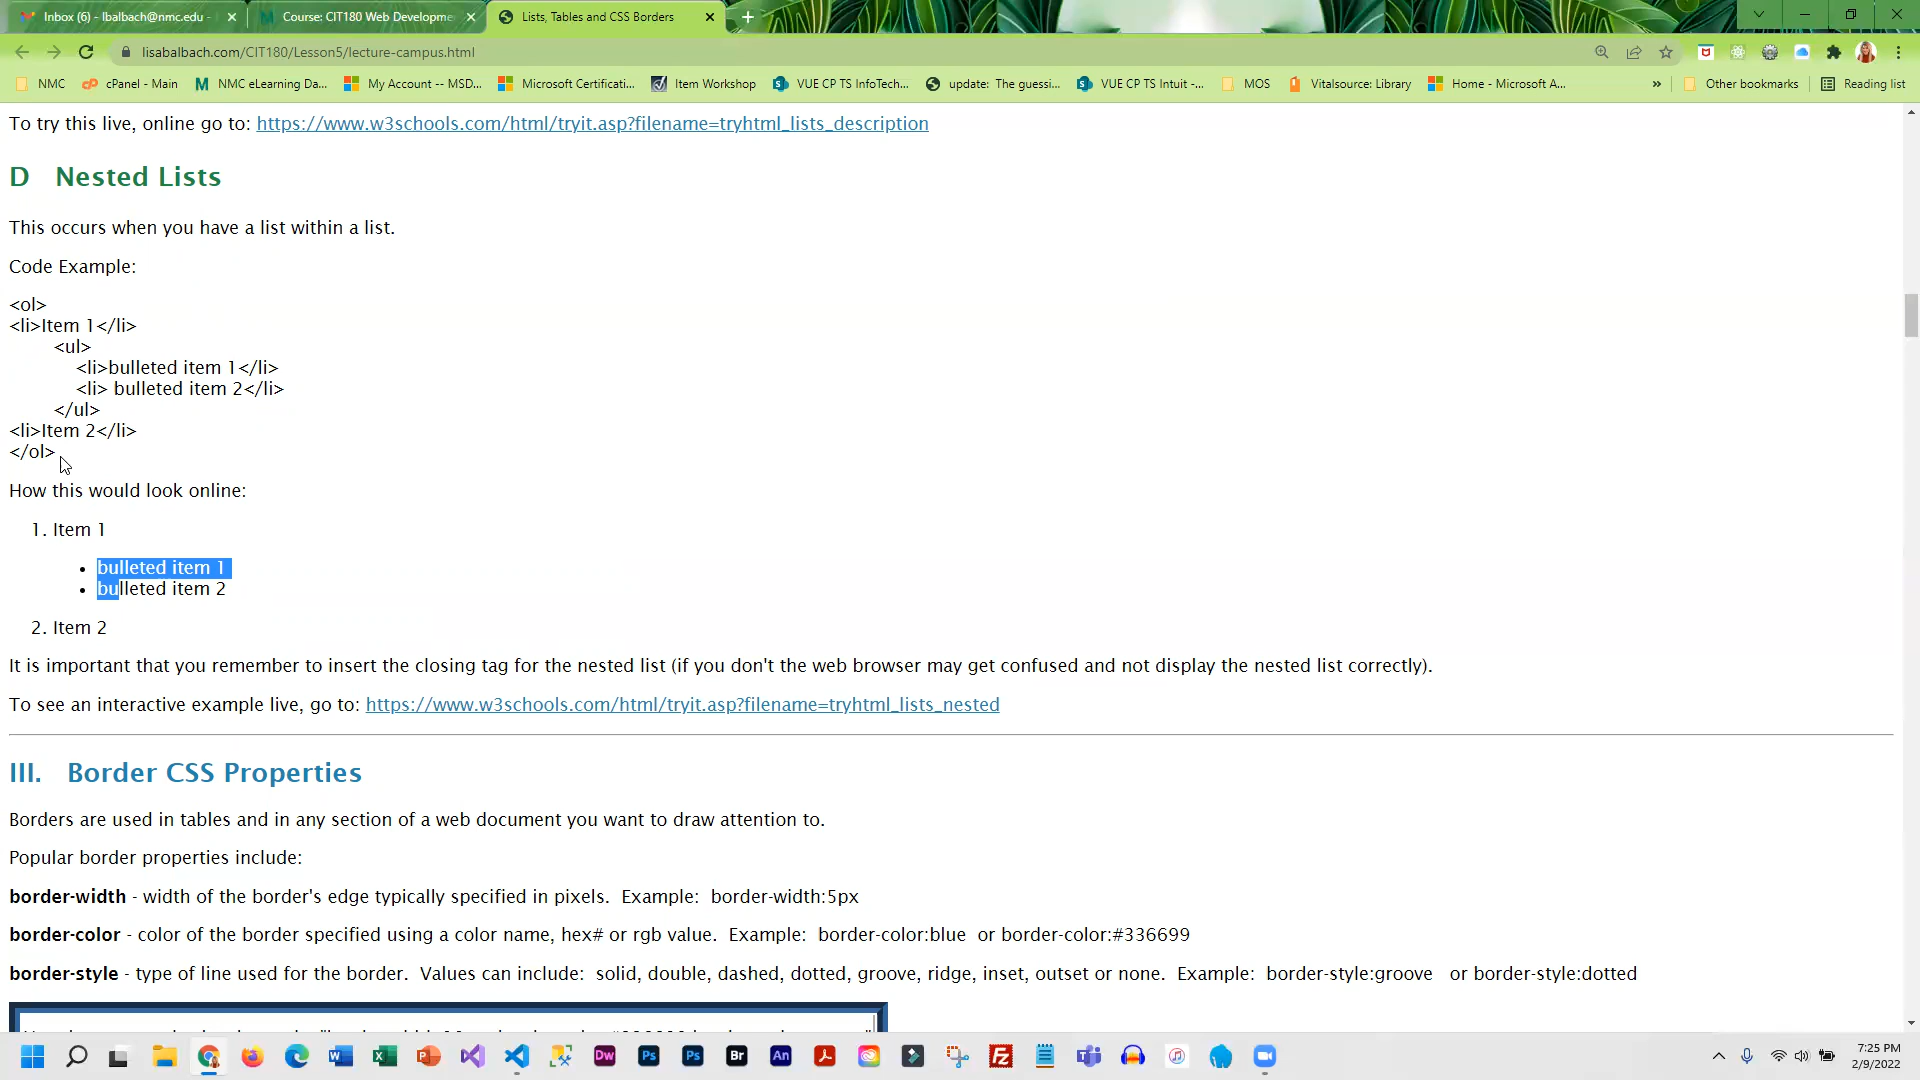 Inbox (6) - lbalbach@nmc.edu -
Course: CIT180 Web Developme
Lists, Tables and CSS Borders
lisabalbach.com/CIT180/Lesson5/lecture-campus.html
NMC
cPanel - Main
NMC eLearning Da...
My Account -- MSD...
Microsoft Certificati...
Item Workshop
VUE CP TS InfoTech...
update: The guessi...
VUE CP TS Intuit -...
MOS
Vitalsource: Library
Home - Microsoft A...
»
Other bookmarks
Reading list
To try this live, online go to: https://www.w3schools.com/html/tryit.asp?filename=tryhtml_lists_description
D Nested Lists
This occurs when you have a list within a list.
Code Example:
<ol>
<li>Item 1</li>
<ul>
<li>bulleted item 1</li>
<li> bulleted item 2</li>
</ul>
<li>Item 2</li>
</ol>
How this would look online:
1. Item 1
• bulleted item 1
• bulleted item 2
2. Item 2
It is important that you remember to insert the closing tag for the nested list (if you don't the web browser may get confused and not display the nested list correctly).
To see an interactive example live, go to: https://www.w3schools.com/html/tryit.asp?filename=tryhtml_lists_nested
III. Border CSS Properties
Borders are used in tables and in any section of a web document you want to draw attention to.
Popular border properties include:
border-width - width of the border's edge typically specified in pixels. Example: border-width:5px
border-color - color of the border specified using a color name, hex# or rgb value. Example: border-color:blue or border-color:#336699
border-style - type of line used for the border. Values can include: solid, double, dashed, dotted, groove, ridge, inset, outset or none. Example: border-style:groove or border-style:dotted
Dw
Ps
Ps
Br
An
7:25 PM
2/9/2022